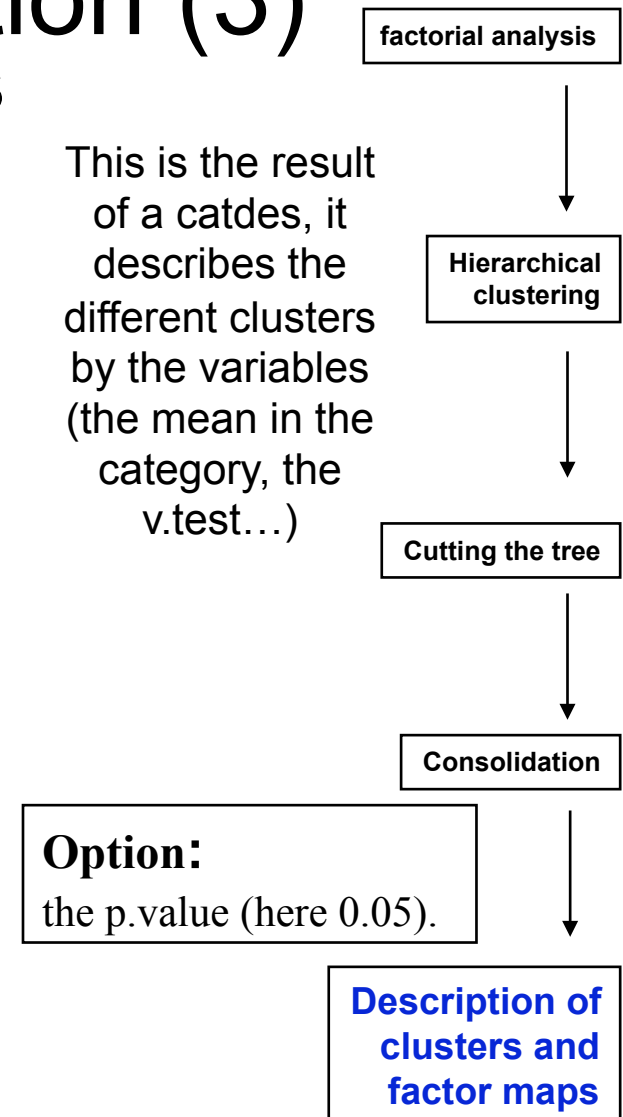 (3)
factorial analysis
This is the result
of a catdes, it
describes the
different clusters
by the variables
(the mean in the
category, the
v.test…)
Hierarchical
clustering
Cutting the tree
Consolidation
Option:
the p.value (here 0.05).
Description of
clusters and
factor maps